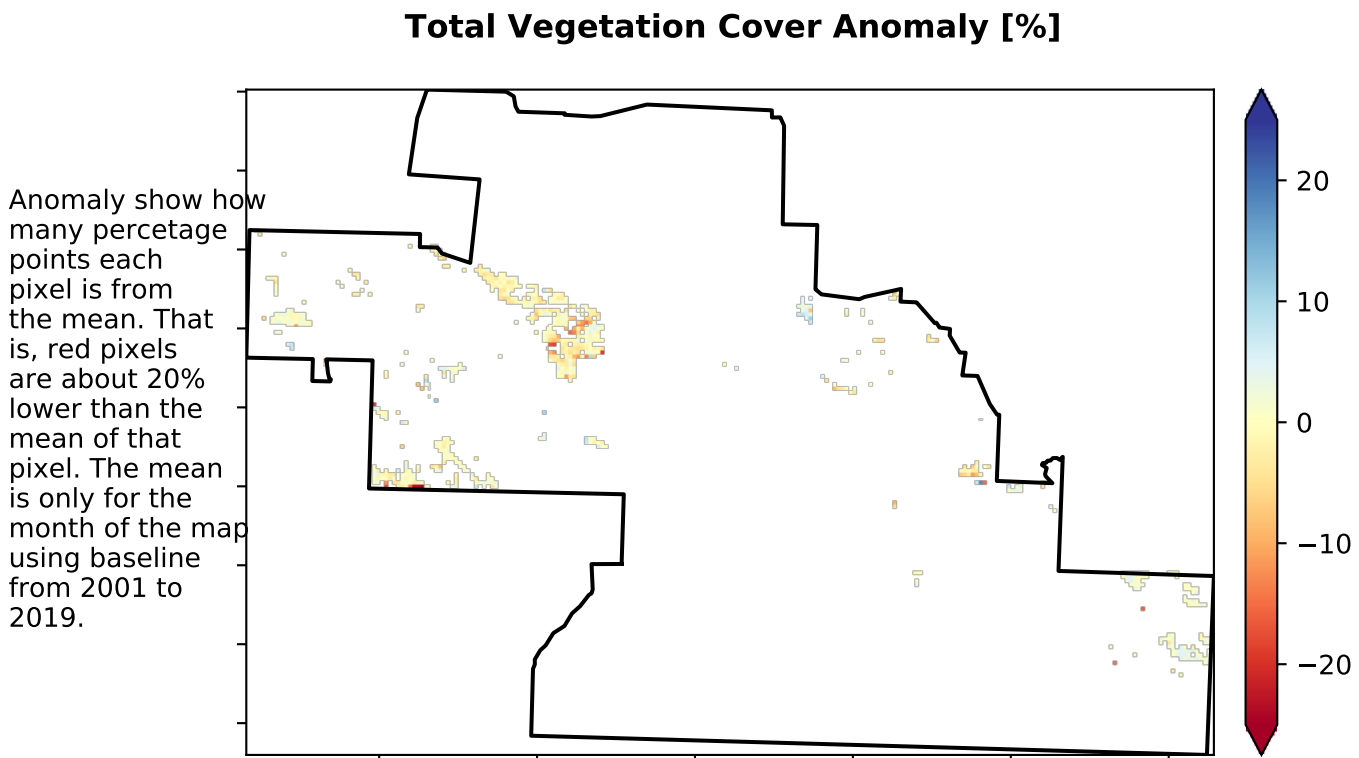 Total Vegetation Cover Anomaly [%]
Anomaly show how
many percetage
points each
pixel is from
the mean. That
is, red pixels
are about 20%
lower than the
mean of that
pixel. The mean
is only for the
month of the map
using baseline
from 2001 to
2019.
20
10
0
−10
−20